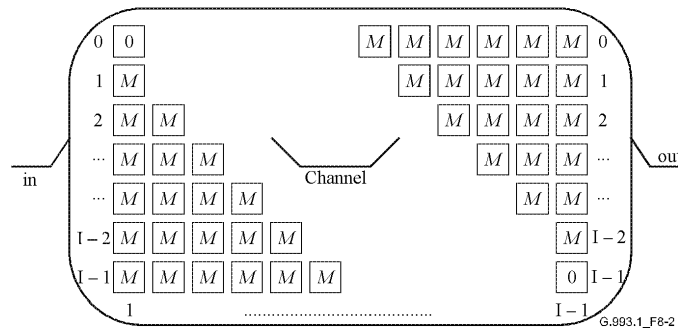 0 0 M M M M M M 0
1 M M M M M M 1
2 M M M M M M 2
... M M M M M M ...
in Channel out
... M M M M M M ...
I – 2 M M M M M M I – 2
I – 1 M M M M M M 0 I – 1
1 ........................................ I – 1
G.993.1_F8-2